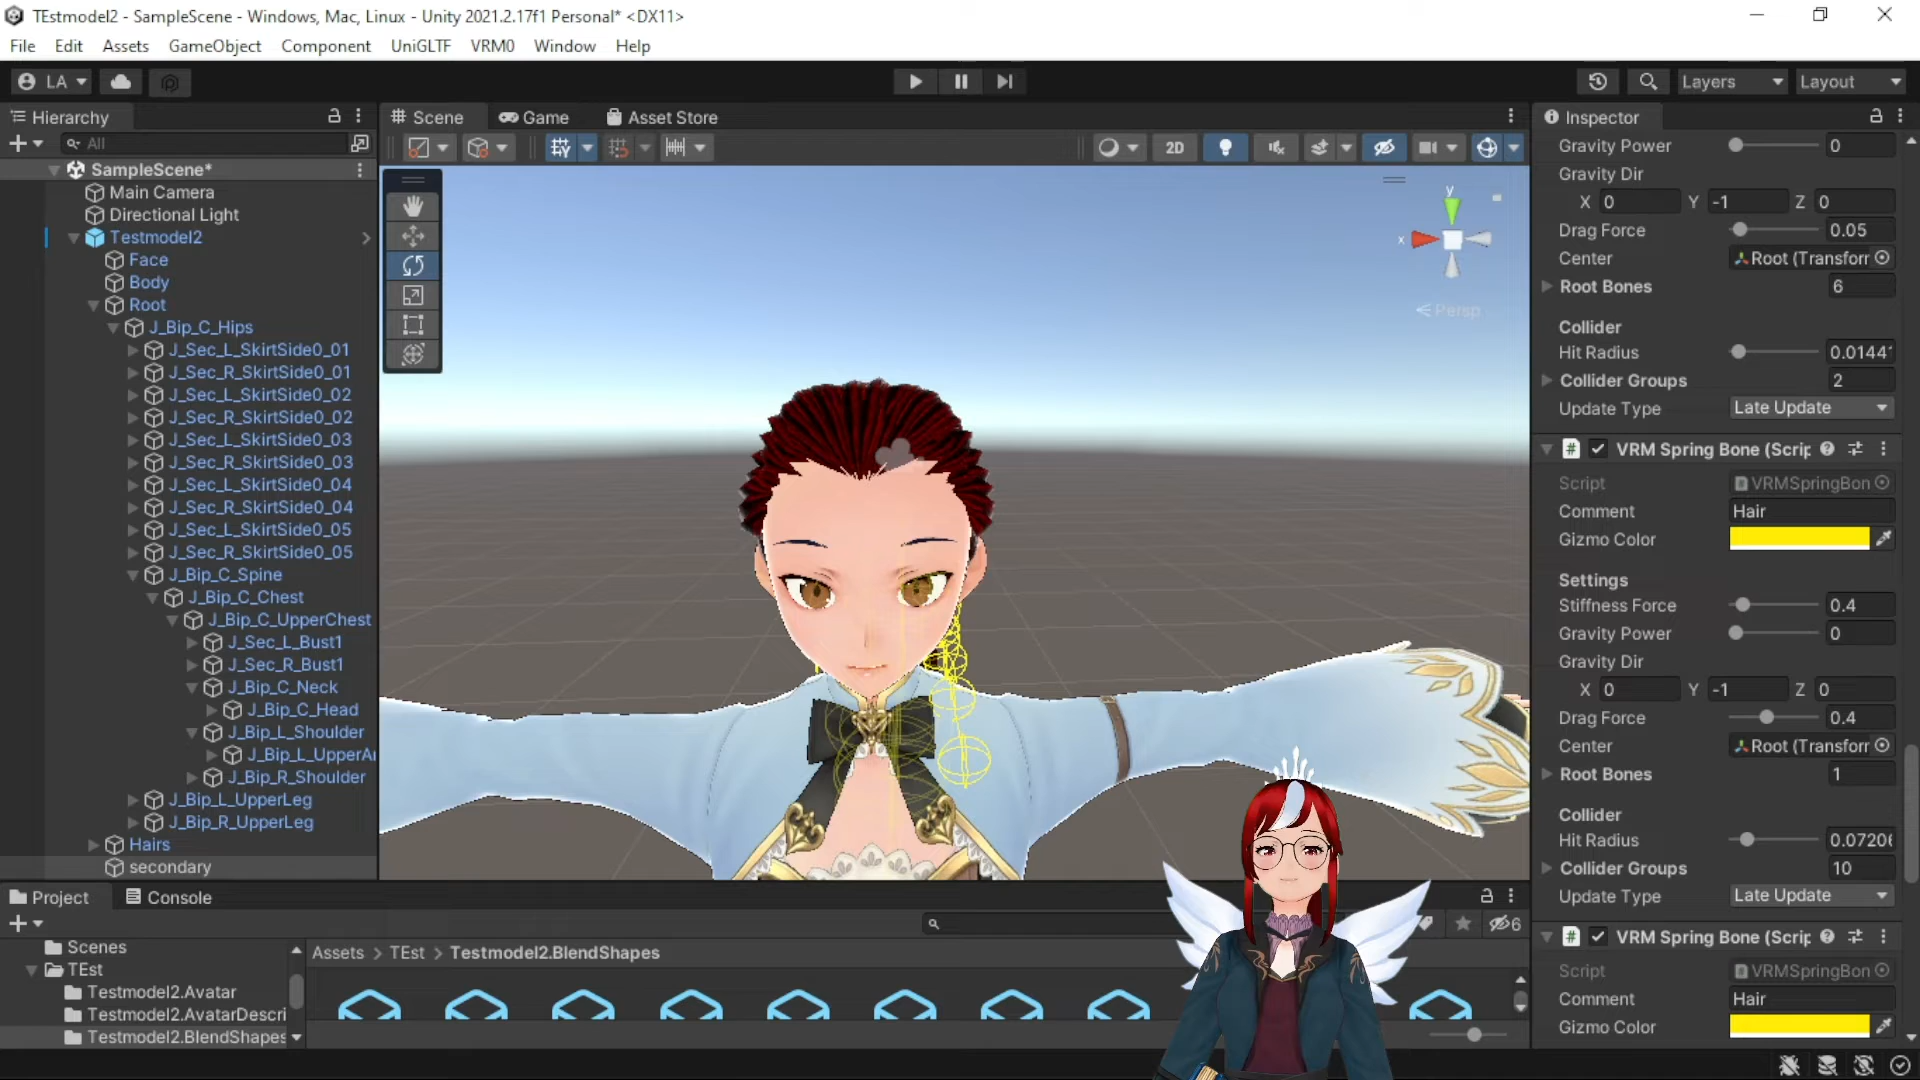 TEstmodel2 - SampleScene - Windows, Mac, Linux - Unity 2021.2.17f1 Personal* <DX11>
File Edit Assets GameObject Component UniGLTF VRM0 Window Help
LA
Layers
Layout
Hierarchy
All
SampleScene*
Main Camera
Directional Light
Testmodel2
Face
Body
Root
J_Bip_C_Hips
J_Sec_L_SkirtSide0_01
J_Sec_R_SkirtSide0_01
J_Sec_L_SkirtSide0_02
J_Sec_R_SkirtSide0_02
J_Sec_L_SkirtSide0_03
J_Sec_R_SkirtSide0_03
J_Sec_L_SkirtSide0_04
J_Sec_R_SkirtSide0_04
J_Sec_L_SkirtSide0_05
J_Sec_R_SkirtSide0_05
J_Bip_C_Spine
J_Bip_C_Chest
J_Bip_C_UpperChest
J_Sec_L_Bust1
J_Sec_R_Bust1
J_Bip_C_Neck
J_Bip_C_Head
J_Bip_L_Shoulder
J_Bip_L_UpperAr
J_Bip_R_Shoulder
J_Bip_L_UpperLeg
J_Bip_R_UpperLeg
Hairs
secondary
Scene Game Asset Store
2D
y
x
Persp
Inspector
Gravity Power 0
Gravity Dir
X 0 Y -1 Z 0
Drag Force 0.05
Center Root (Transforr
Root Bones 6
Collider
Hit Radius 0.0144
Collider Groups 2
Update Type Late Update
VRM Spring Bone (Scrip
Script VRMSpringBon
Comment Hair
Gizmo Color
Settings
Stiffness Force 0.4
Gravity Power 0
Gravity Dir
X 0 Y -1 Z 0
Drag Force 0.4
Center Root (Transforr
Root Bones 1
Collider
Hit Radius 0.0720
Collider Groups 10
Update Type Late Update
VRM Spring Bone (Scrip
Script VRMSpringBon
Comment Hair
Gizmo Color
Project Console
6
Scenes
TEst
Testmodel2.Avatar
Testmodel2.AvatarDescri
Testmodel2.BlendShapes
Assets > TEst > Testmodel2.BlendShapes